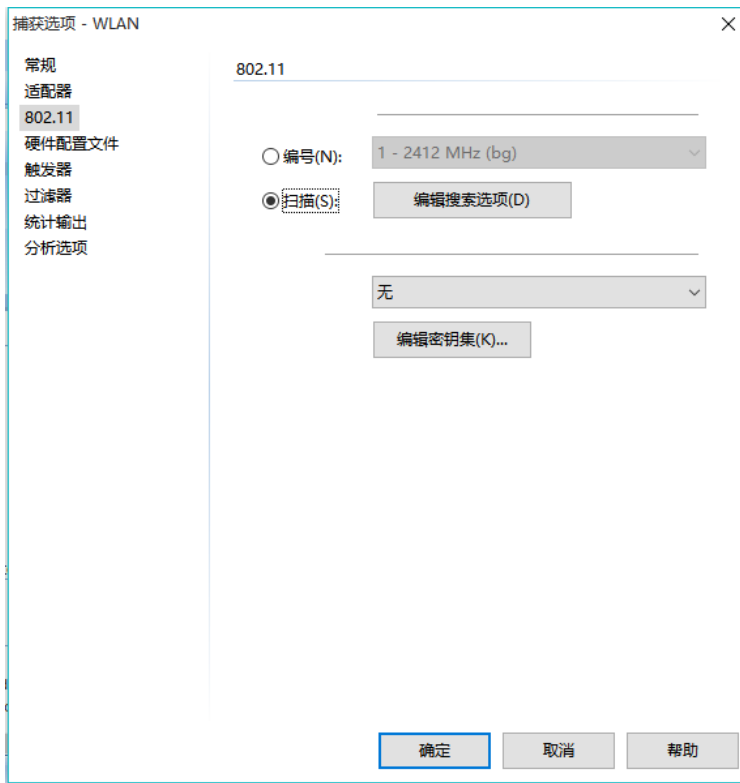 捕获选项 - WLAN
常规
适配器
802.11
硬件配置文件
触发器
过滤器
统计输出
分析选项
802.11
编号(N):
1 - 2412 MHz (bg)
扫描(S):
编辑搜索选项(D)
无
编辑密钥集(K)...
确定
取消
帮助